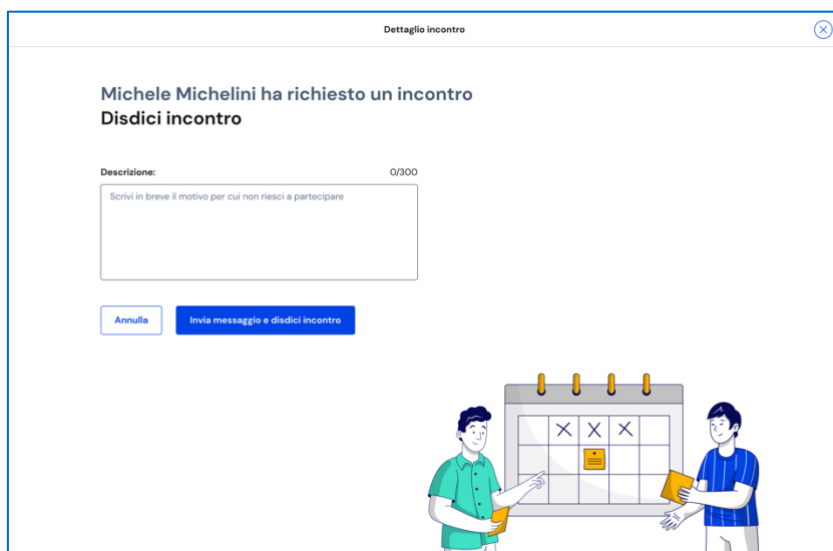 Dettaglio incontro
Michele Michelini ha richiesto un incontro
Disdici incontro
Descrizione: 0/300
Scrivi in breve il motivo per cui non riesci a partecipare
Annulla Invia messaggio e disdici incontro